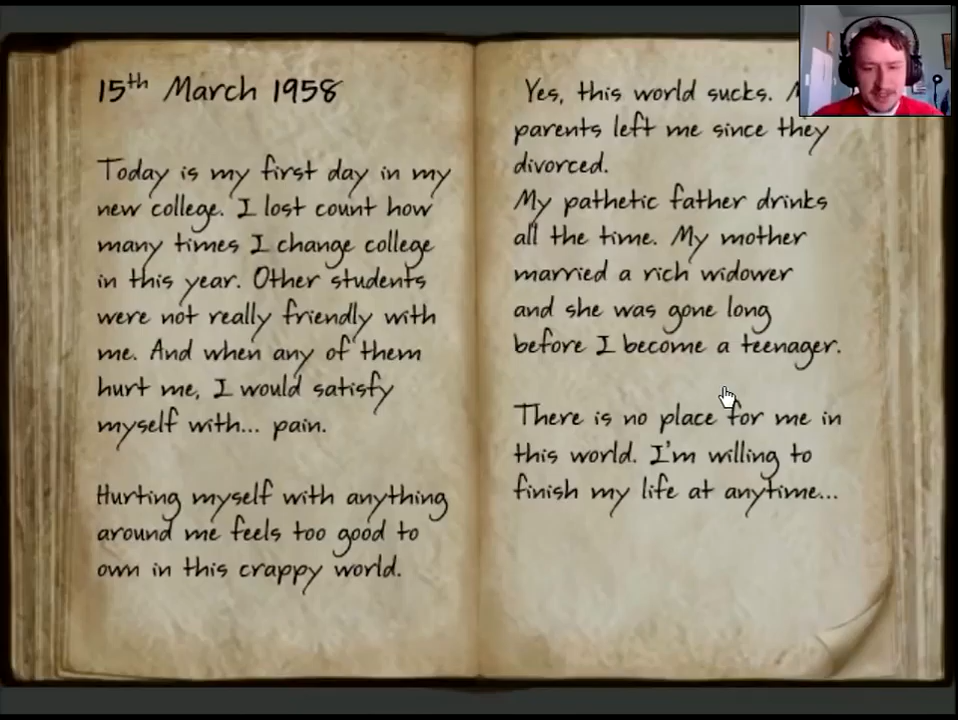 15th March 1958
Today is my first day in my
new college. I lost count how
many times I change college
in this year. Other students
were not really friendly with
me. And when any of them
hurt me, I would satisfy
myself with... pain.
Hurting myself with anything
around me feels too good to
own in this crappy world.
Yes, this world sucks.
parents left me since they
divorced.
My pathetic father drinks
all the time. My mother
married a rich widower
and she was gone long
before I become a teenager.
There is no place for me in
this world. I'm willing to
finish my life at anytime...